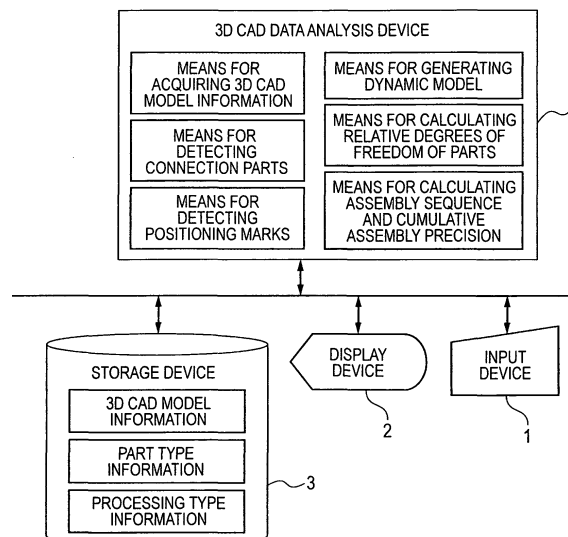 3D CAD DATA ANALYSIS DEVICE
MEANS FOR
ACQUIRING 3D CAD
MODEL INFORMATION
MEANS FOR
DETECTING
CONNECTION PARTS
MEANS FOR
DETECTING
POSITIONING MARKS
MEANS FOR GENERATING
DYNAMIC MODEL
MEANS FOR CALCULATING
RELATIVE DEGREES OF
FREEDOM OF PARTS
MEANS FOR CALCULATING
ASSEMBLY SEQUENCE
AND CUMULATIVE
ASSEMBLY PRECISION
STORAGE DEVICE
3D CAD MODEL
INFORMATION
PART TYPE
INFORMATION
PROCESSING TYPE
INFORMATION
3
DISPLAY
DEVICE
2
INPUT
DEVICE
1